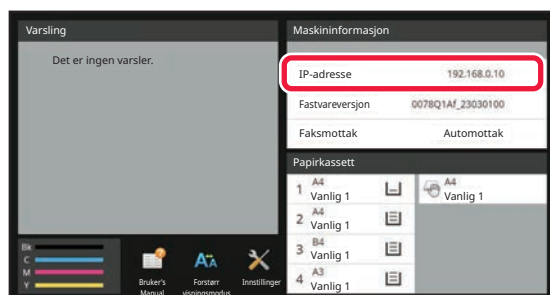 Varsling
Det er ingen varsler.
Maskininformasjon
IP-adresse 192.168.0.10
Fastvareversjon 0078Q1Af_23030100
Faksmottak Automottak
Papirkassett
1 A4
Vanlig 1
A4
Vanlig 1
2 A4
Vanlig 1
3 B4
Vanlig 1
4 A3
Vanlig 1
Bk
C
M
Y
Bruker's
Manual
Forstørr
visningsmodus
Innstillinger